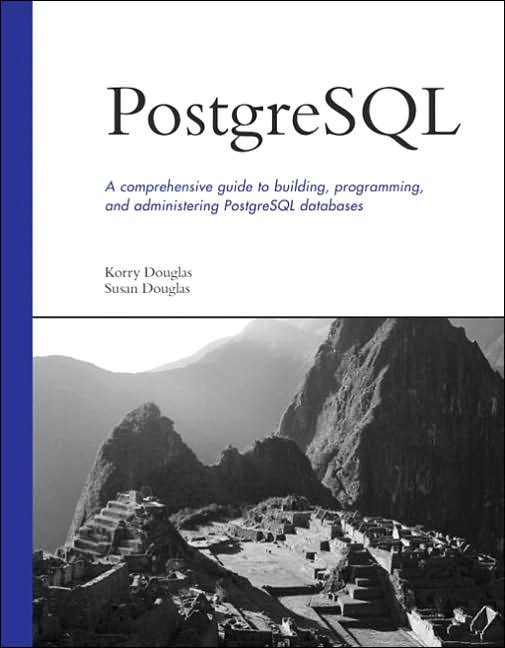 PostgreSQL
A comprehensive guide to building, programming,
and administering PostgreSQL databases
Korry Douglas
Susan Douglas